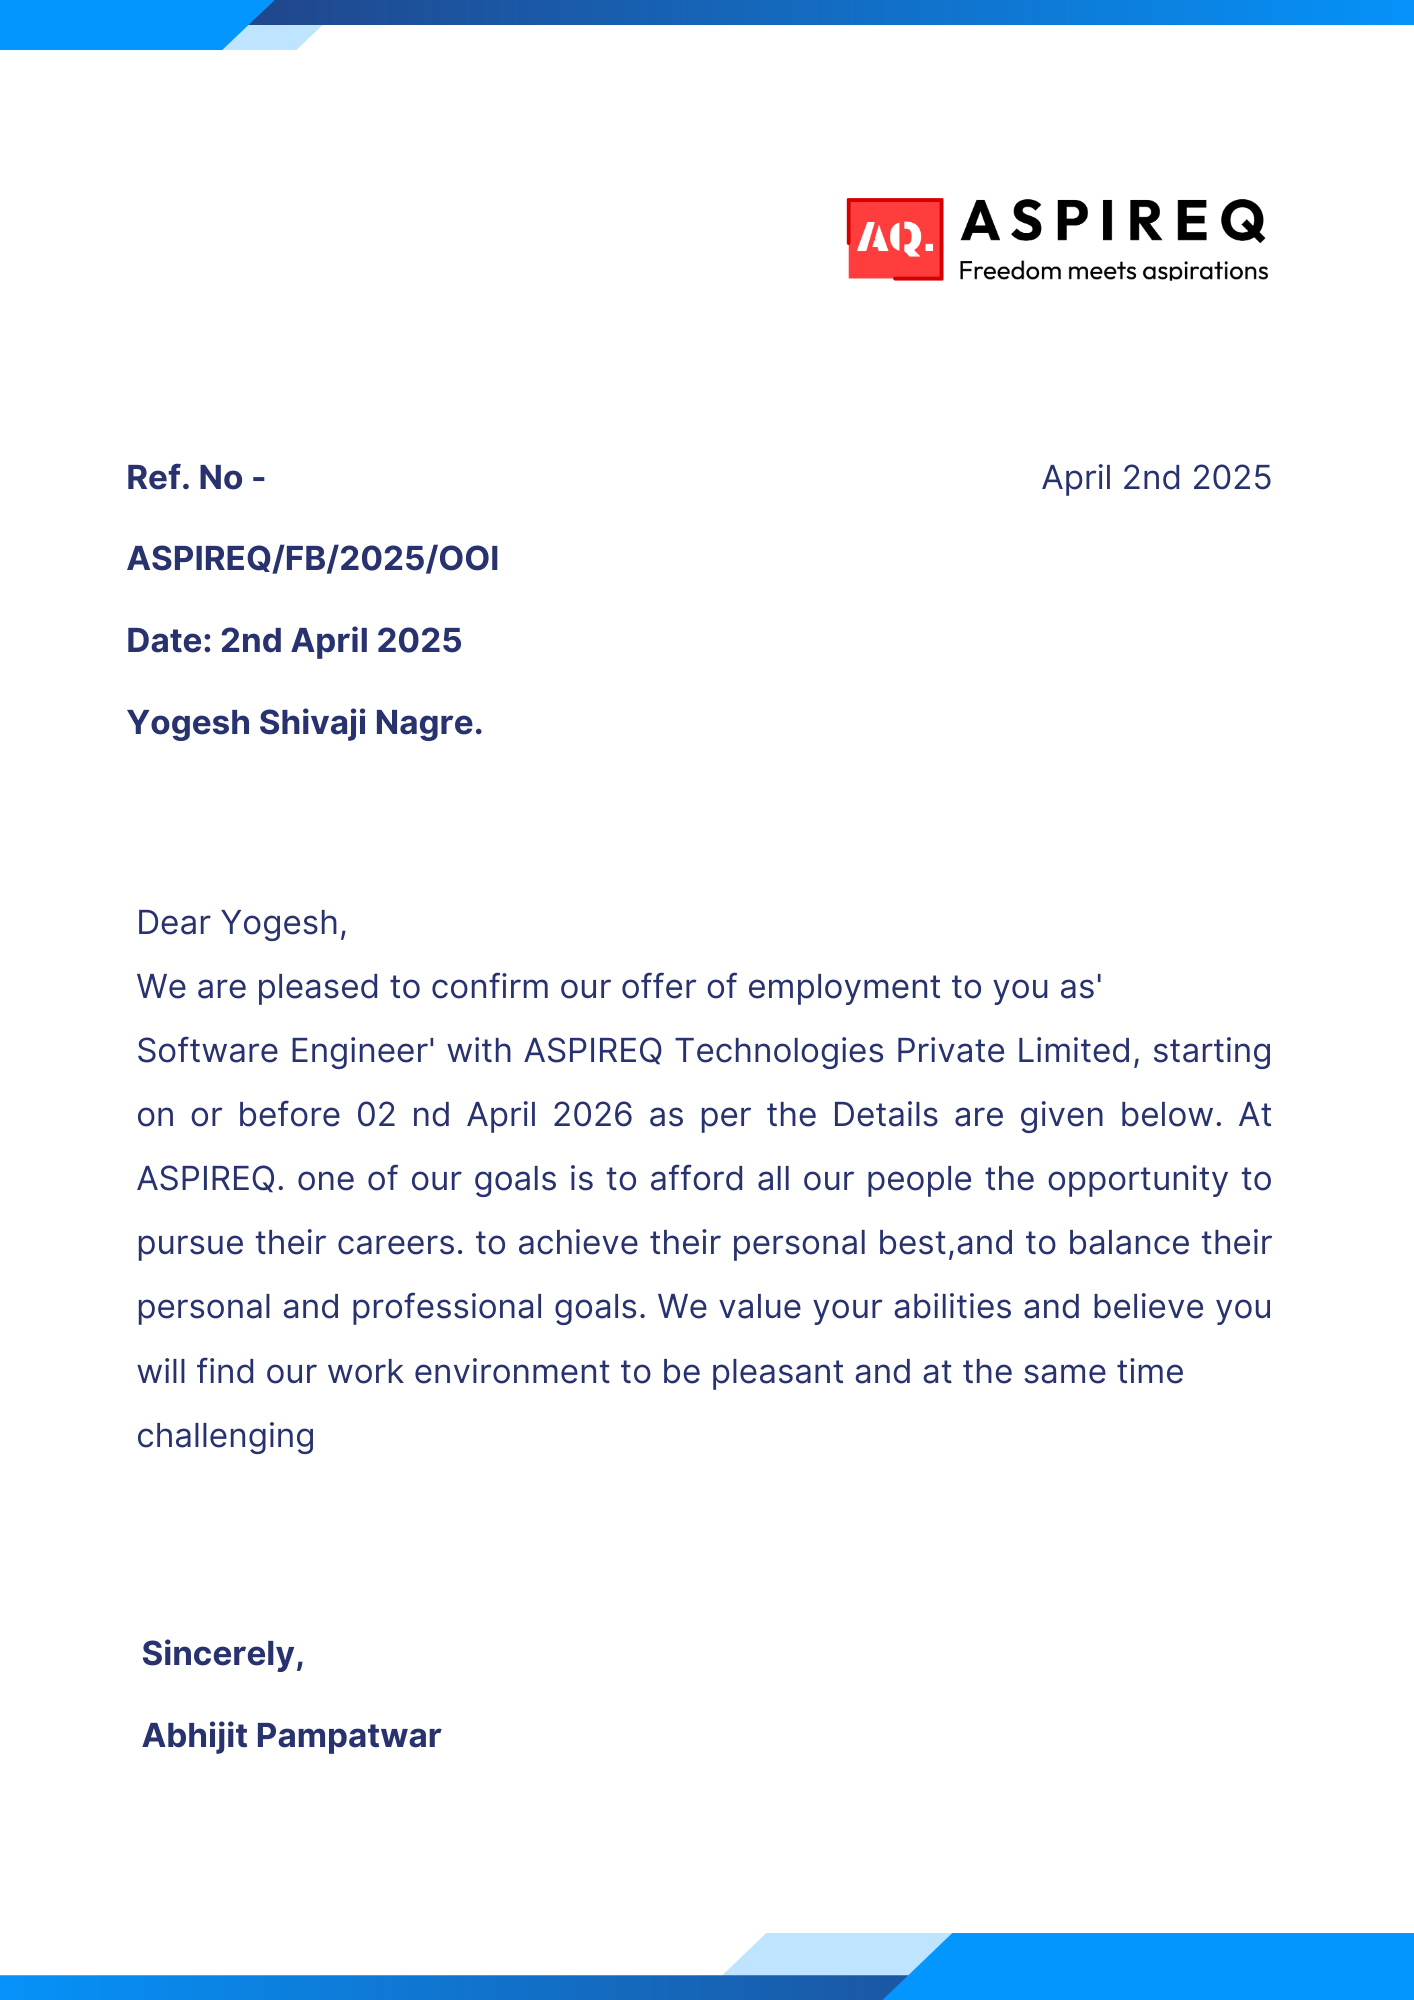 AQ.
ASPIREQ
Freedom meets aspirations
Ref. No -
April 2nd 2025
ASPIREQ/FB/2025/OOI
Date: 2nd April 2025
Yogesh Shivaji Nagre.
Dear Yogesh,
We are pleased to confirm our offer of employment to you as'
Software Engineer' with ASPIREQ Technologies Private Limited, starting
on or before 02 nd April 2026 as per the Details are given below. At
ASPIREQ. one of our goals is to afford all our people the opportunity to
pursue their careers. to achieve their personal best,and to balance their
personal and professional goals. We value your abilities and believe you
will find our work environment to be pleasant and at the same time
challenging
Sincerely,
Abhijit Pampatwar